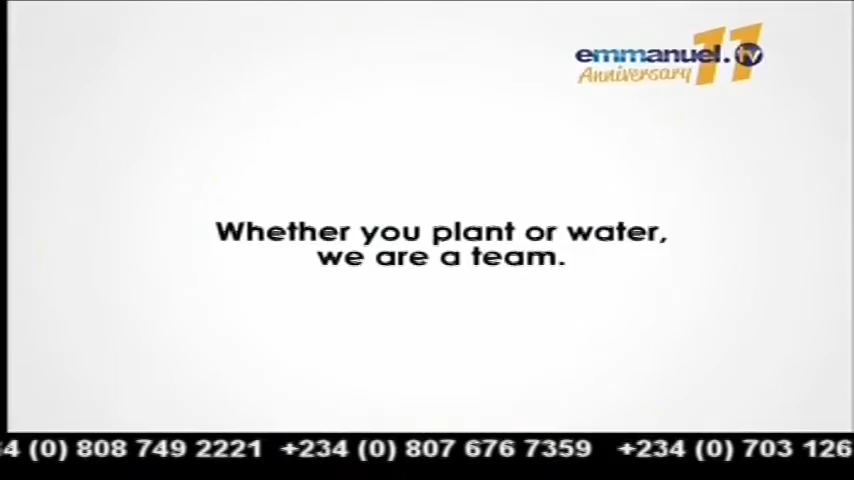 emmanuel.tv
Anniversary 11
Whether you plant or water,
we are a team.
4 (0) 808 749 2221 +234 (0) 807 676 7359 +234 (0) 703 126